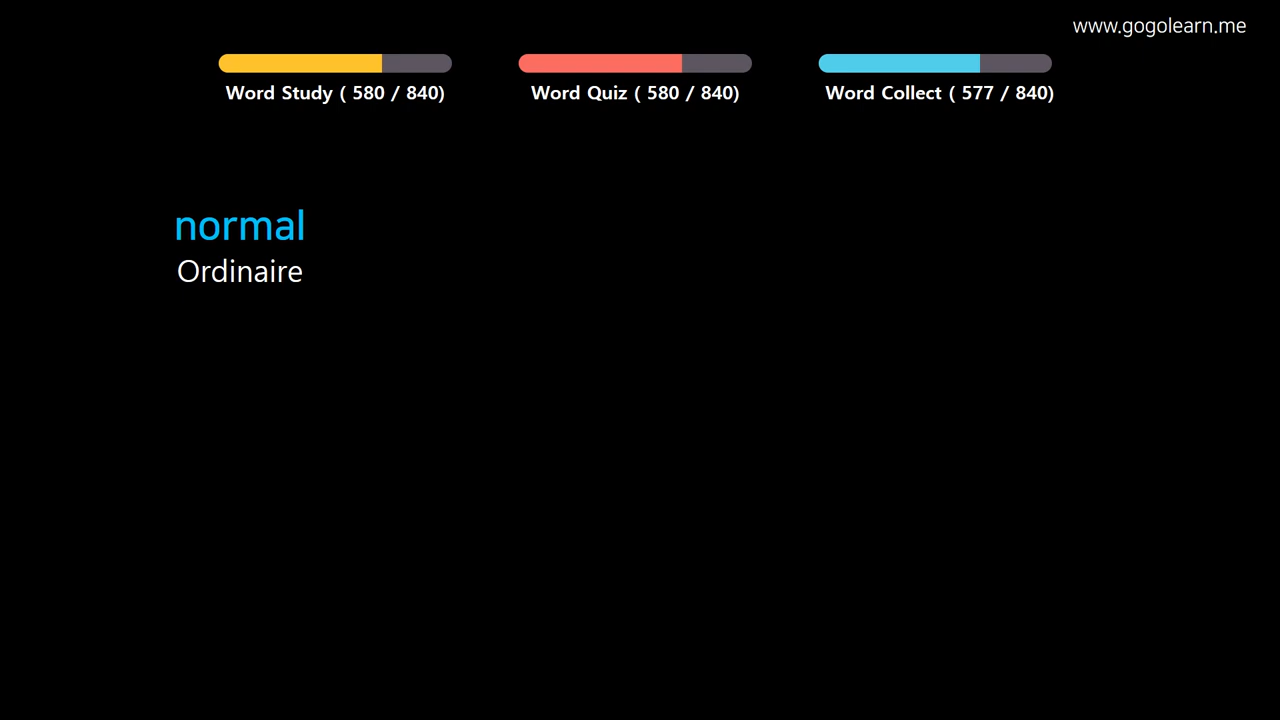 www.gogolearn.me
Word Study ( 580 / 840)
Word Quiz ( 580 / 840)
Word Collect ( 577 / 840)
normal
Ordinaire